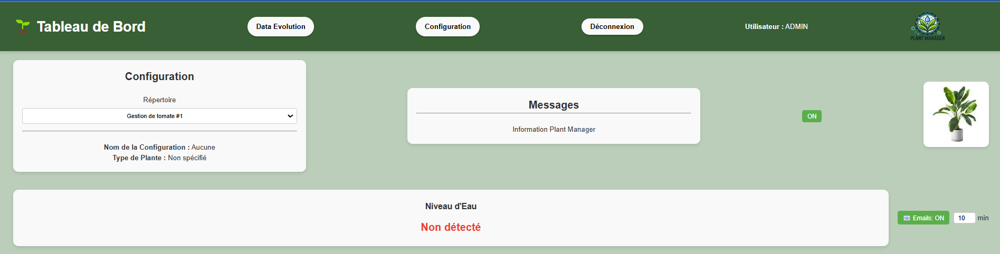 Tableau de Bord
Data Evolution
Configuration
Déconnexion
Utilisateur : ADMIN
PLANT MANAGER
Configuration
Répertoire
Gestion de tomate #1
Nom de la Configuration : Aucune
Type de Plante : Non spécifié
Messages
Information Plant Manager
ON
Niveau d'Eau
Non détecté
Emails: ON
10 min